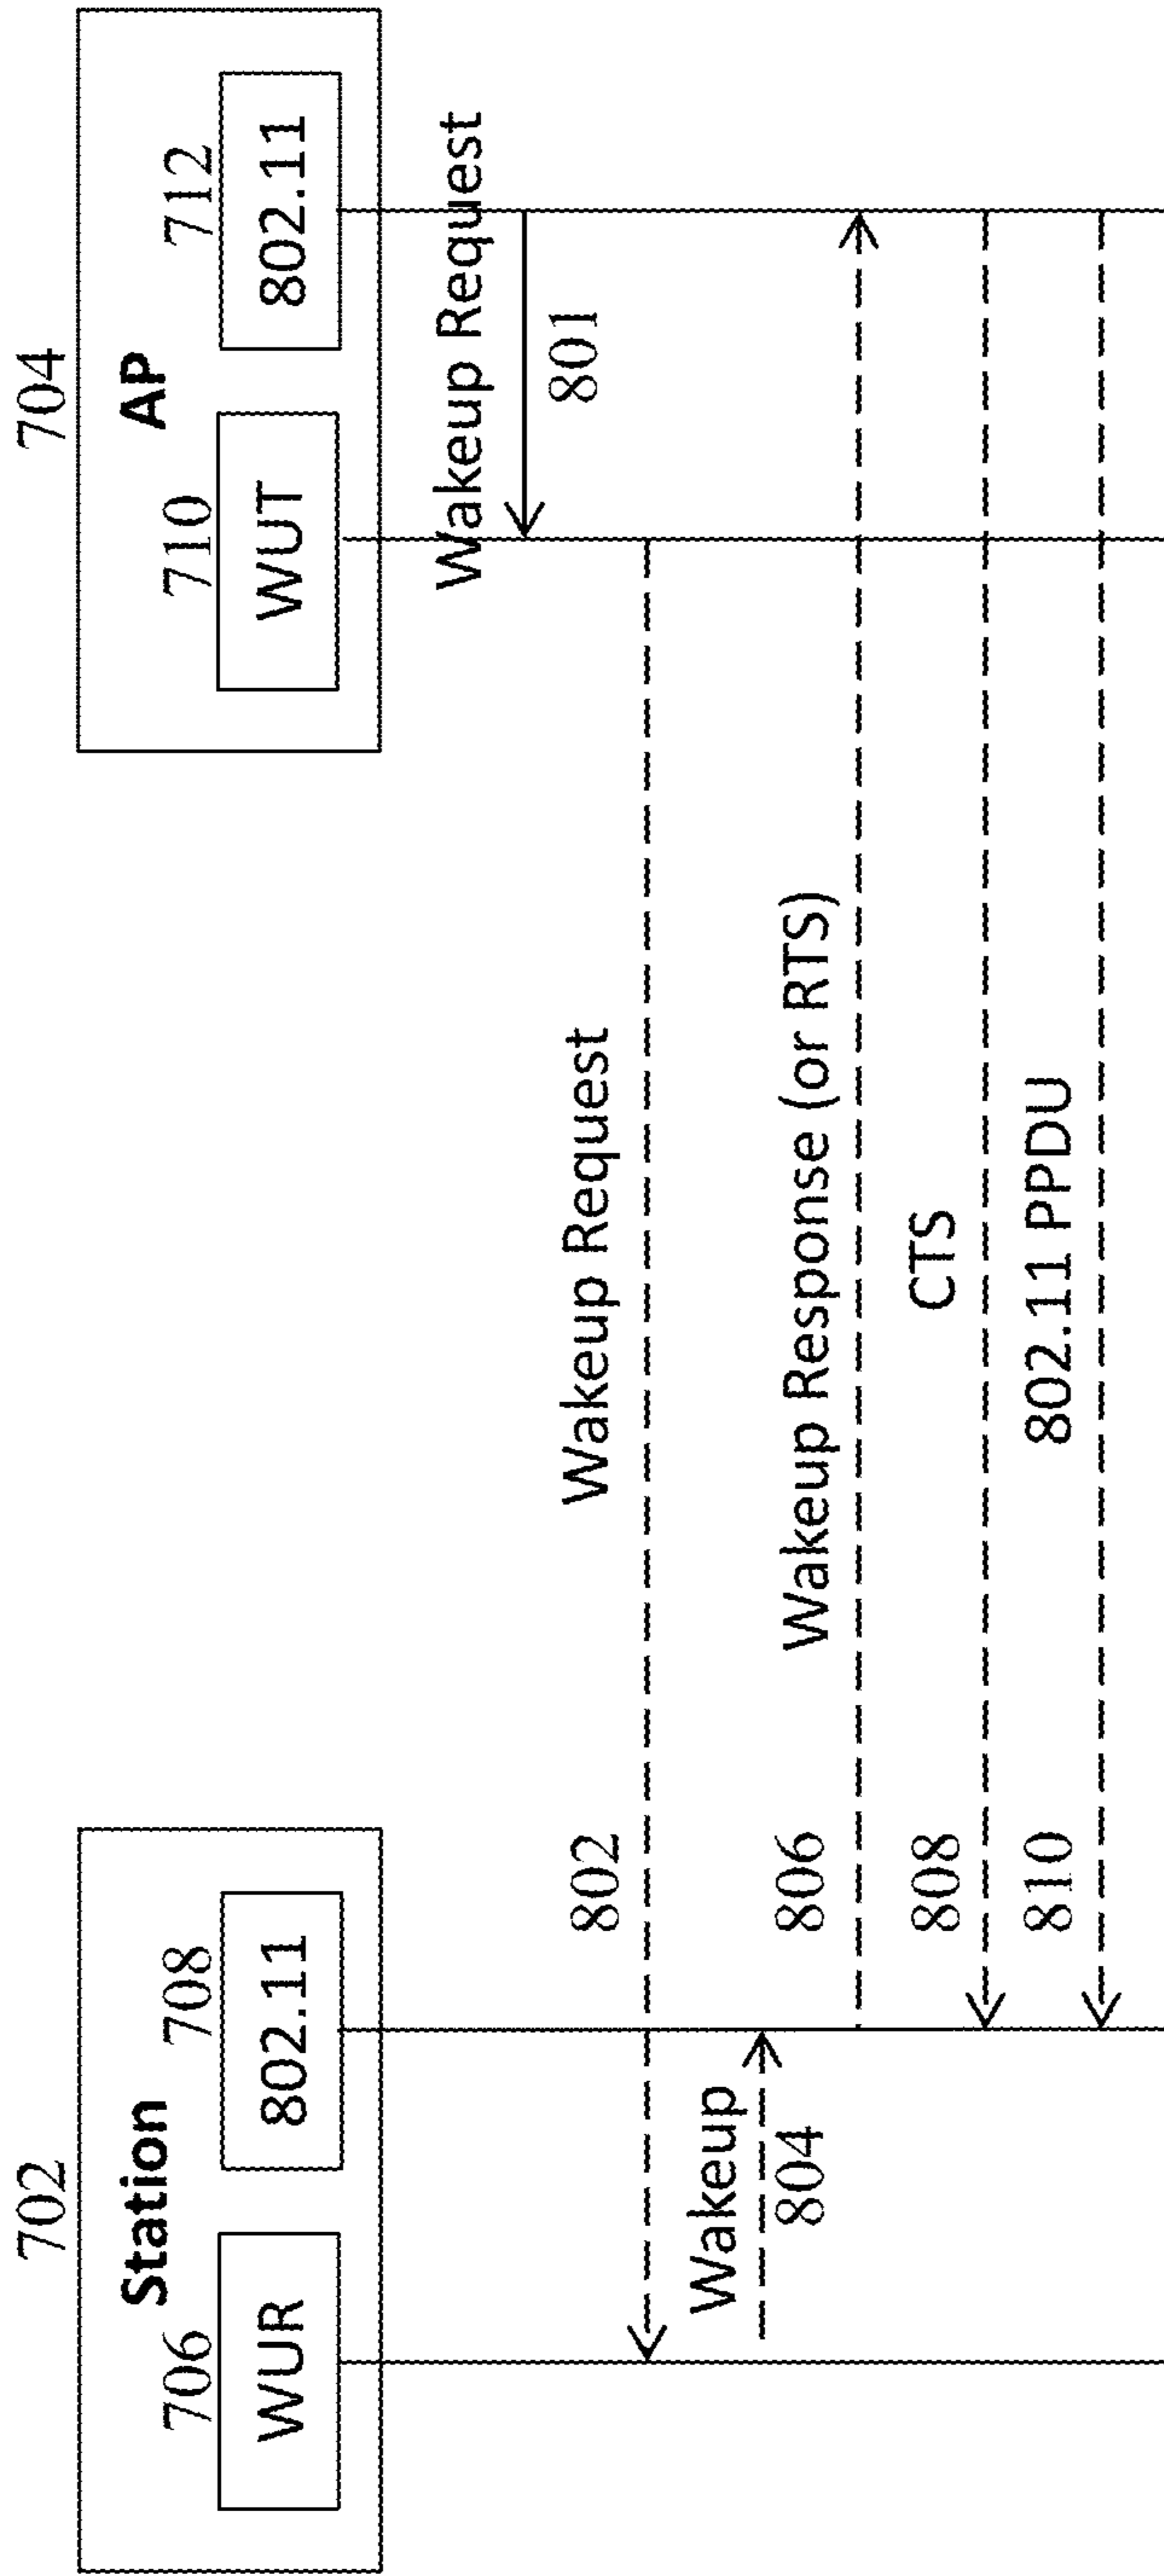 702
Station
706
708
WUR
802.11
704
AP
710
712
WUT
802.11
Wakeup Request
801
802
Wakeup Request
Wakeup
804
806
Wakeup Response (or RTS)
808
CTS
810
802.11 PPDU